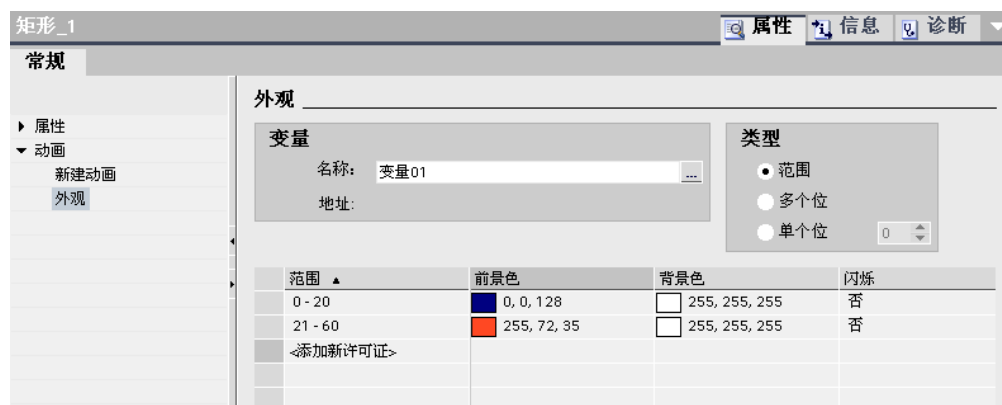 矩形_1
属性 信息 诊断
常规
外观
属性
动画
新建动画
外观
变量
名称: 变量01 ...
地址:
类型
范围
多个位
单个位 0
范围 前景色 背景色 闪烁
0 - 20 0, 0, 128 255, 255, 255 否
21 - 60 255, 72, 35 255, 255, 255 否
<添加新许可证>